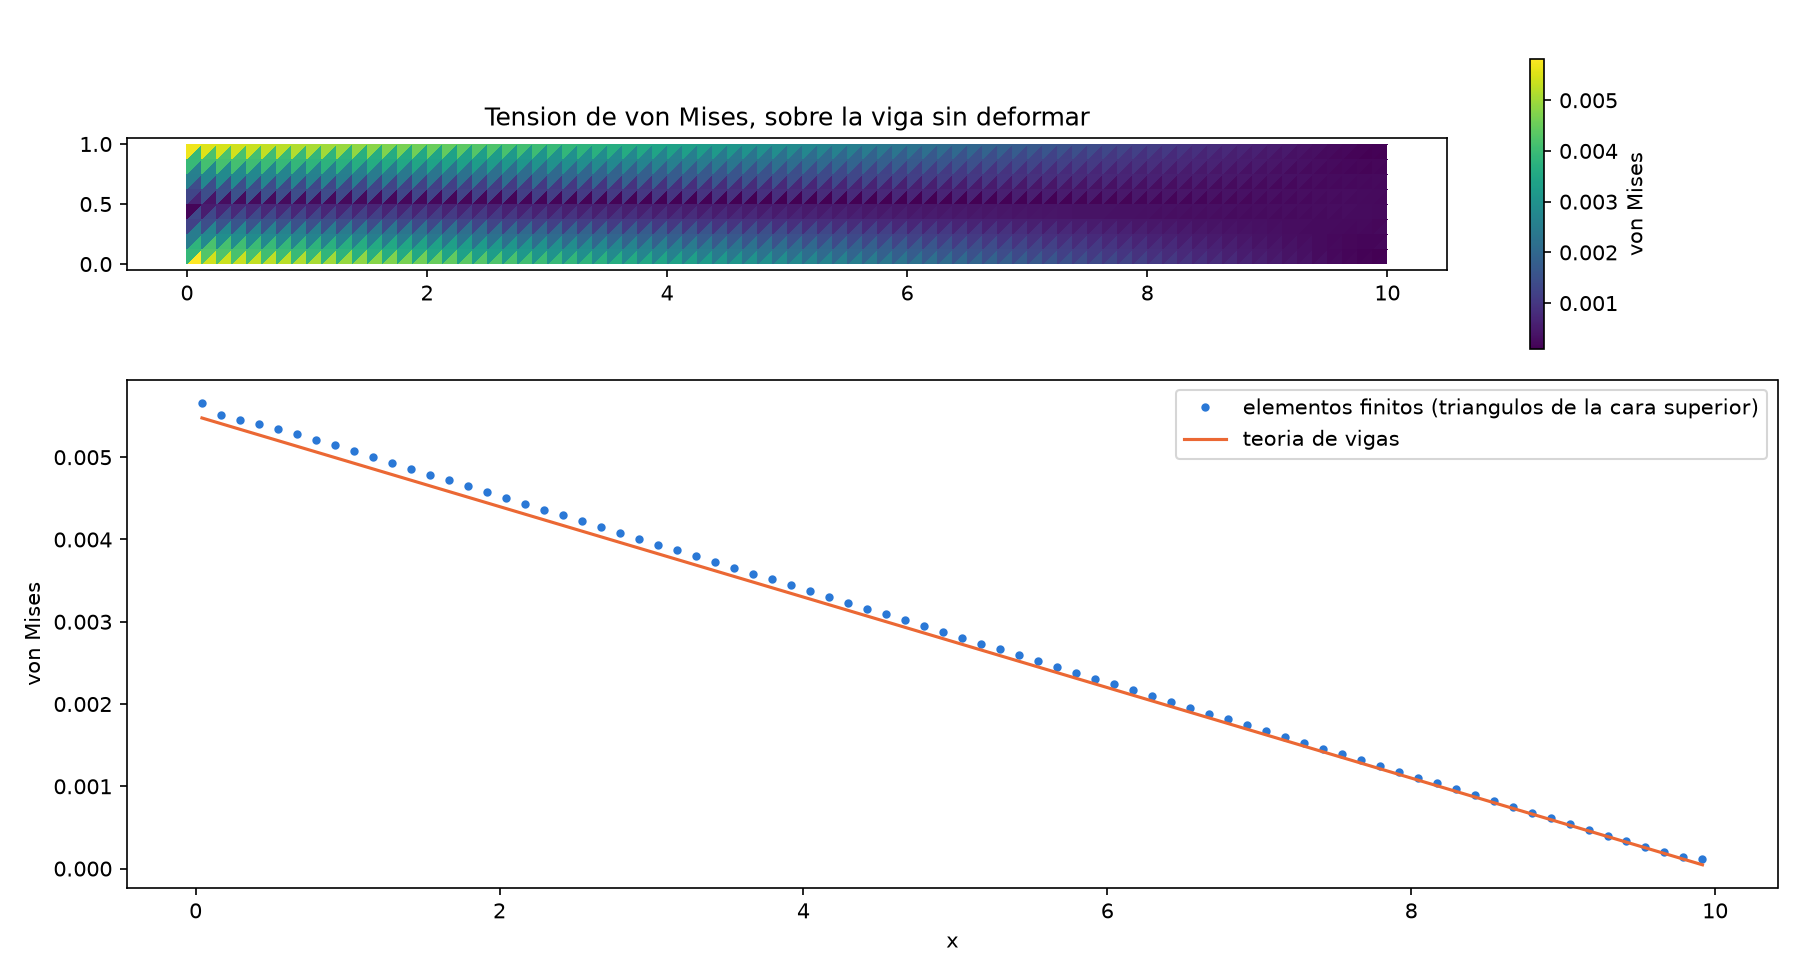 Tension de von Mises, sobre la viga sin deformar
1.0
0.5
0.0
0 2 4 6 8 10
0.005
0.004
0.003
0.002
0.001
von Mises
elementos finitos (triangulos de la cara superior)
teoria de vigas
0.005
0.004
0.003
0.002
0.001
0.000
von Mises
0 2 4 6 8 10
x